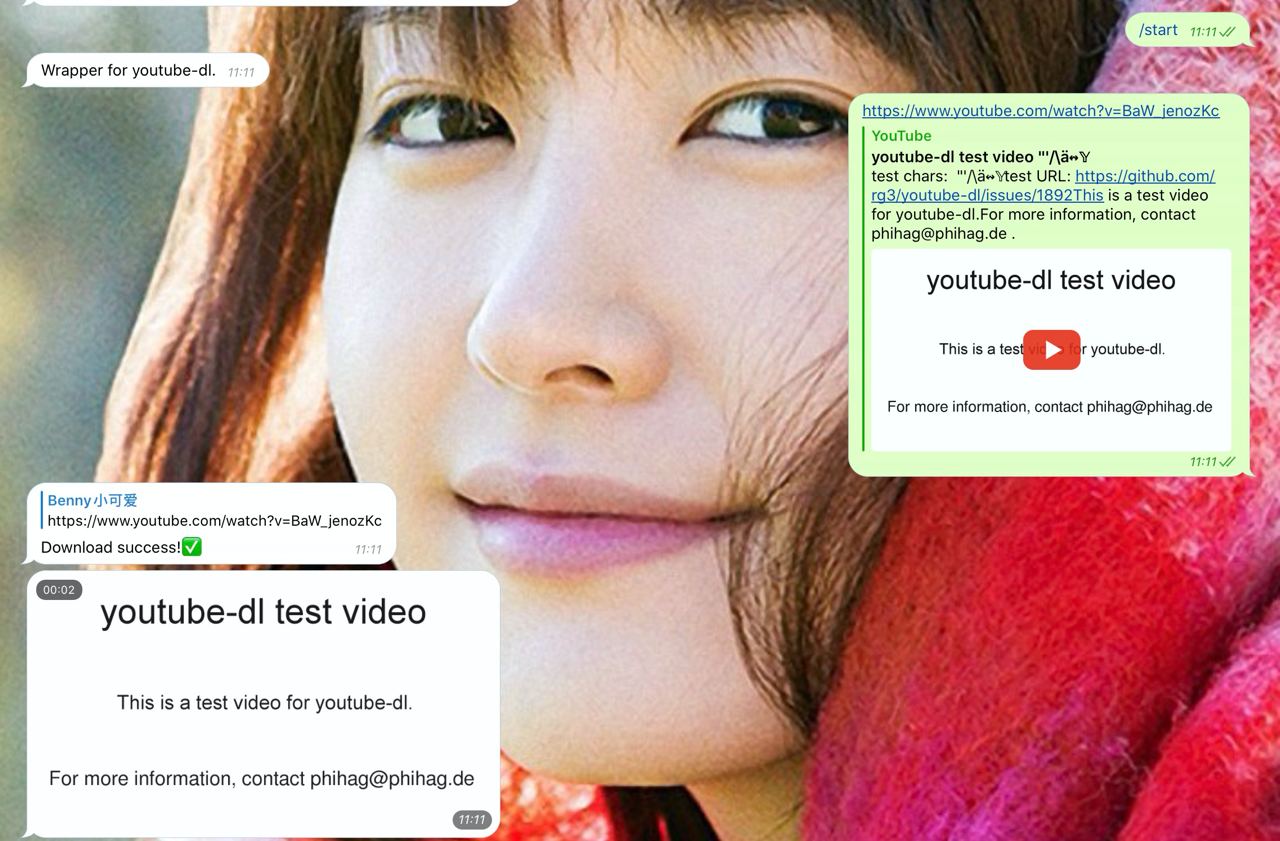 /start 11:11
Wrapper for youtube-dl. 11:11
https://www.youtube.com/watch?v=BaW_jenozKc
YouTube
youtube-dl test video "'/\ä↭𝕐
test chars: "'/\ä↭𝕐test URL: https://github.com/
rg3/youtube-dl/issues/1892This is a test video
for youtube-dl.For more information, contact
phihag@phihag.de .
youtube-dl test video
This is a test video for youtube-dl.
For more information, contact phihag@phihag.de
11:11
Benny小可爱
https://www.youtube.com/watch?v=BaW_jenozKc
Download success!✅ 11:11
00:02
youtube-dl test video
This is a test video for youtube-dl.
For more information, contact phihag@phihag.de
11:11